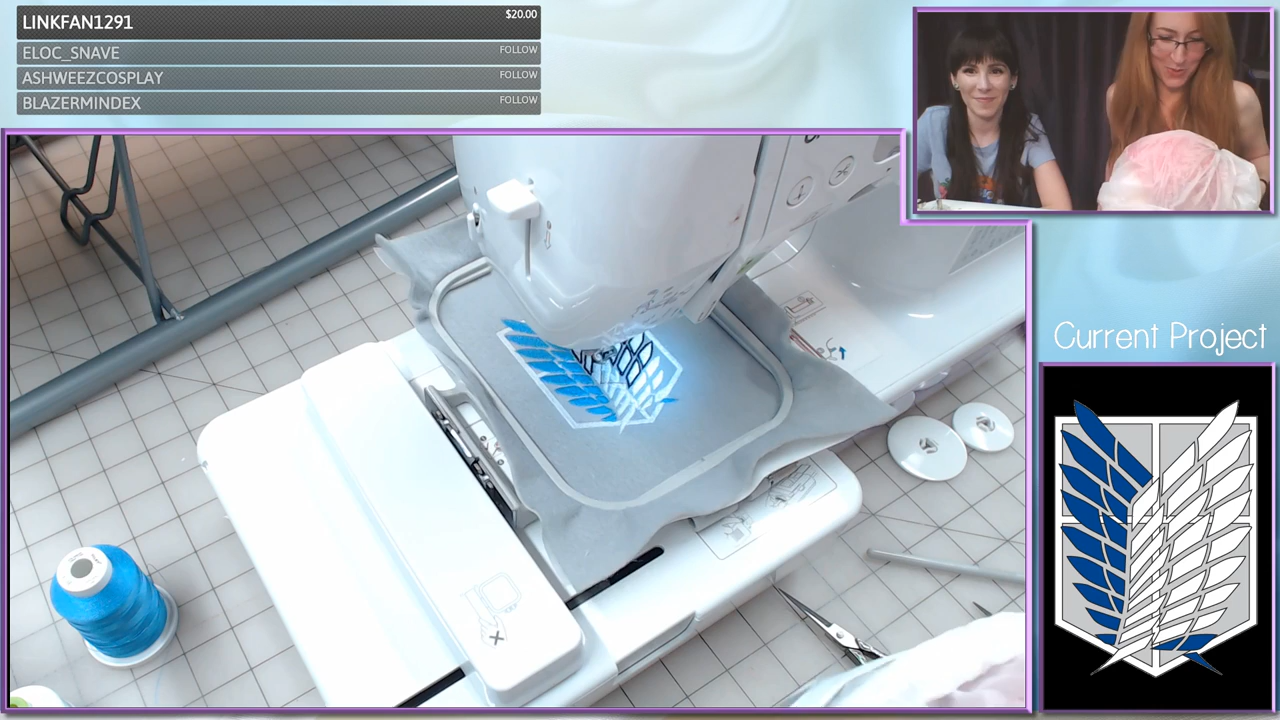 LINKFAN1291 $20.00
ELOC_SNAVE FOLLOW
ASHWEEZCOSPLAY FOLLOW
BLAZERMINDEX FOLLOW
Current Project